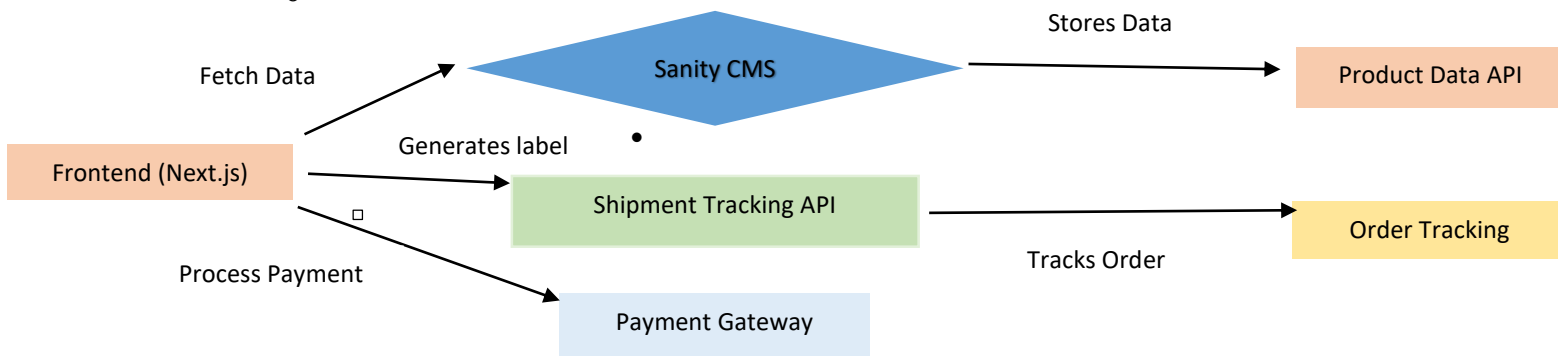 Stores Data
Fetch Data
Sanity CMS
Product Data API
Generates label
Frontend (Next.js)
Shipment Tracking API
Order Tracking
Tracks Order
Process Payment
Payment Gateway